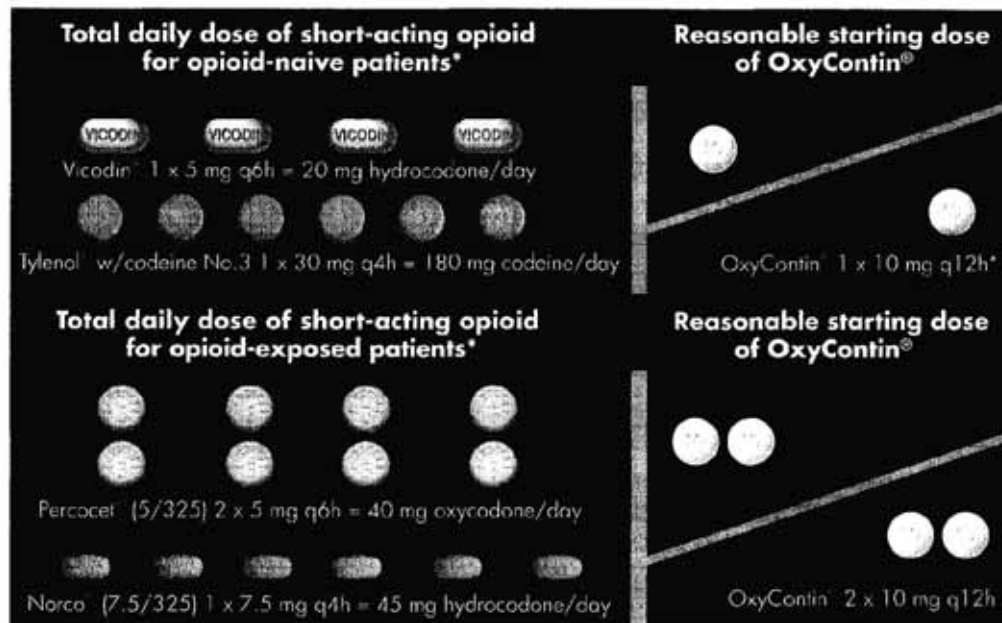 Total daily dose of short-acting opioid
for opioid-naive patients*
VICODIN VICODIN VICODIN VICODIN
Vicodin 1 x 5 mg q6h = 20 mg hydrocodone/day
Tylenol w/codeine No.3 1 x 30 mg q4h = 180 mg codeine/day
Reasonable starting dose
of OxyContin®
OxyContin 1 x 10 mg q12h*
Total daily dose of short-acting opioid
for opioid-exposed patients*
Percocet (5/325) 2 x 5 mg q6h = 40 mg oxycodone/day
Norco (7.5/325) 1 x 7.5 mg q4h = 45 mg hydrocodone/day
Reasonable starting dose
of OxyContin®
OxyContin 2 x 10 mg q12h